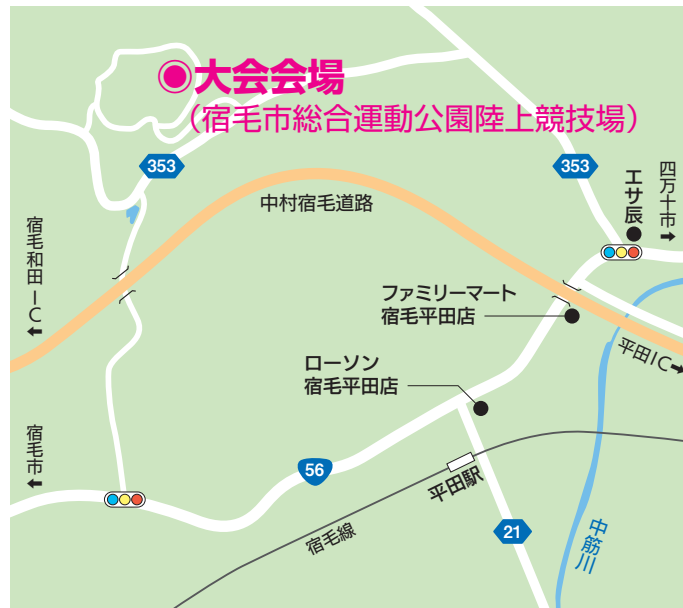 ◉大会会場
（宿毛市総合運動公園陸上競技場）
353
353
中村宿毛道路
エサ辰
四万十市
宿毛和田IC
ファミリーマート
宿毛平田店
平田IC
ローソン
宿毛平田店
宿毛市
56
平田駅
宿毛線
21
中筋川